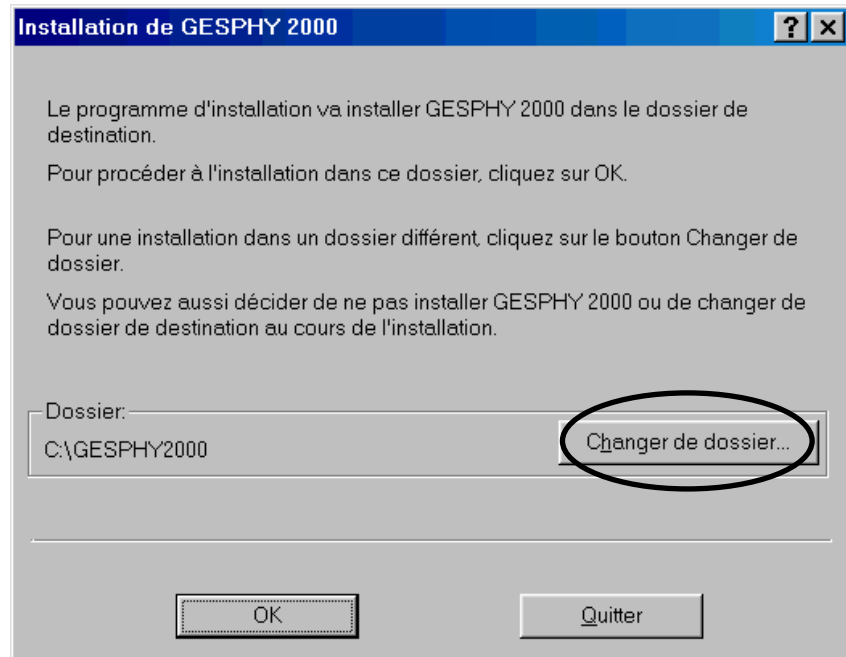 Installation de GESPHY 2000
Le programme d'installation va installer GESPHY 2000 dans le dossier de
destination.
Pour procéder à l'installation dans ce dossier, cliquez sur OK.
Pour une installation dans un dossier différent, cliquez sur le bouton Changer de
dossier.
Vous pouvez aussi décider de ne pas installer GESPHY 2000 ou de changer de
dossier de destination au cours de l'installation.
Dossier:
C:\GESPHY2000
Changer de dossier...
OK
Quitter